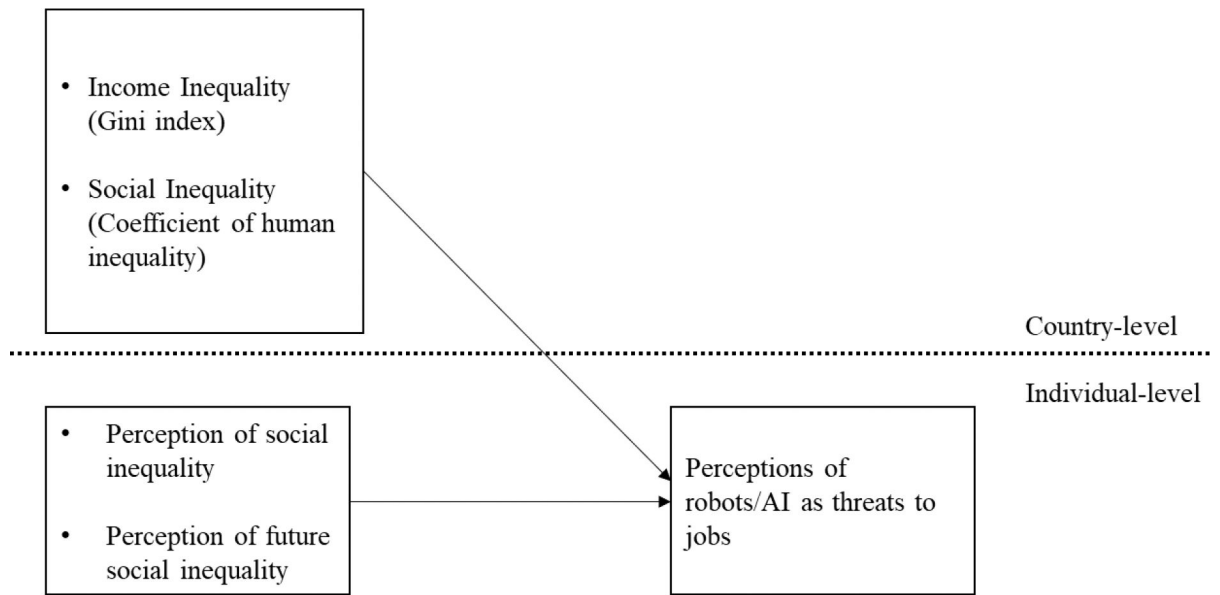 • Income Inequality
(Gini index)
• Social Inequality
(Coefficient of human
inequality)
Country-level
Individual-level
• Perception of social
inequality
• Perception of future
social inequality
Perceptions of
robots/AI as threats to
jobs